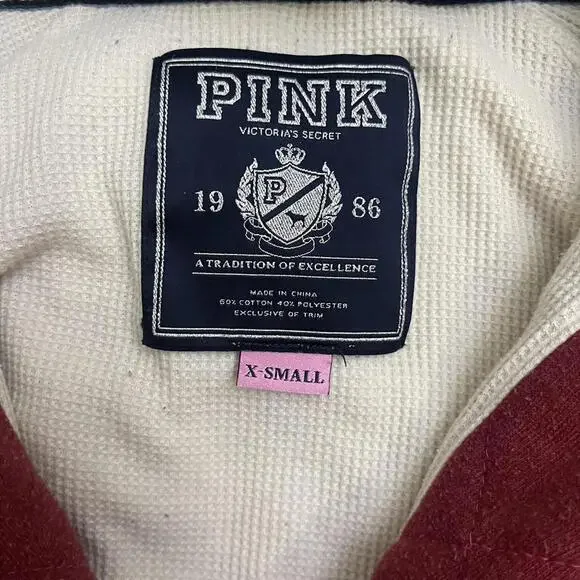 PINK
VICTORIA'S SECRET
P
19 86
A TRADITION OF EXCELLENCE
MADE IN CHINA
60% COTTON 40% POLYESTER
EXCLUSIVE OF TRIM
X-SMALL